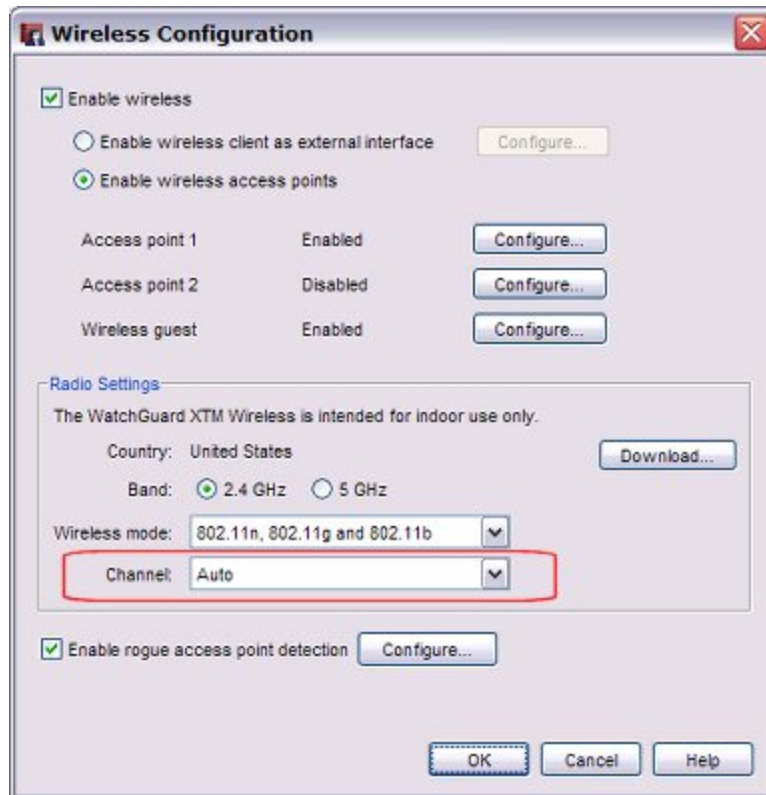 Wireless Configuration
Enable wireless
Enable wireless client as external interface Configure...
Enable wireless access points
Access point 1 Enabled Configure...
Access point 2 Disabled Configure...
Wireless guest Enabled Configure...
Radio Settings
The WatchGuard XTM Wireless is intended for indoor use only.
Country: United States Download...
Band: 2.4 GHz 5 GHz
Wireless mode: 802.11n, 802.11g and 802.11b
Channel: Auto
Enable rogue access point detection Configure...
OK Cancel Help